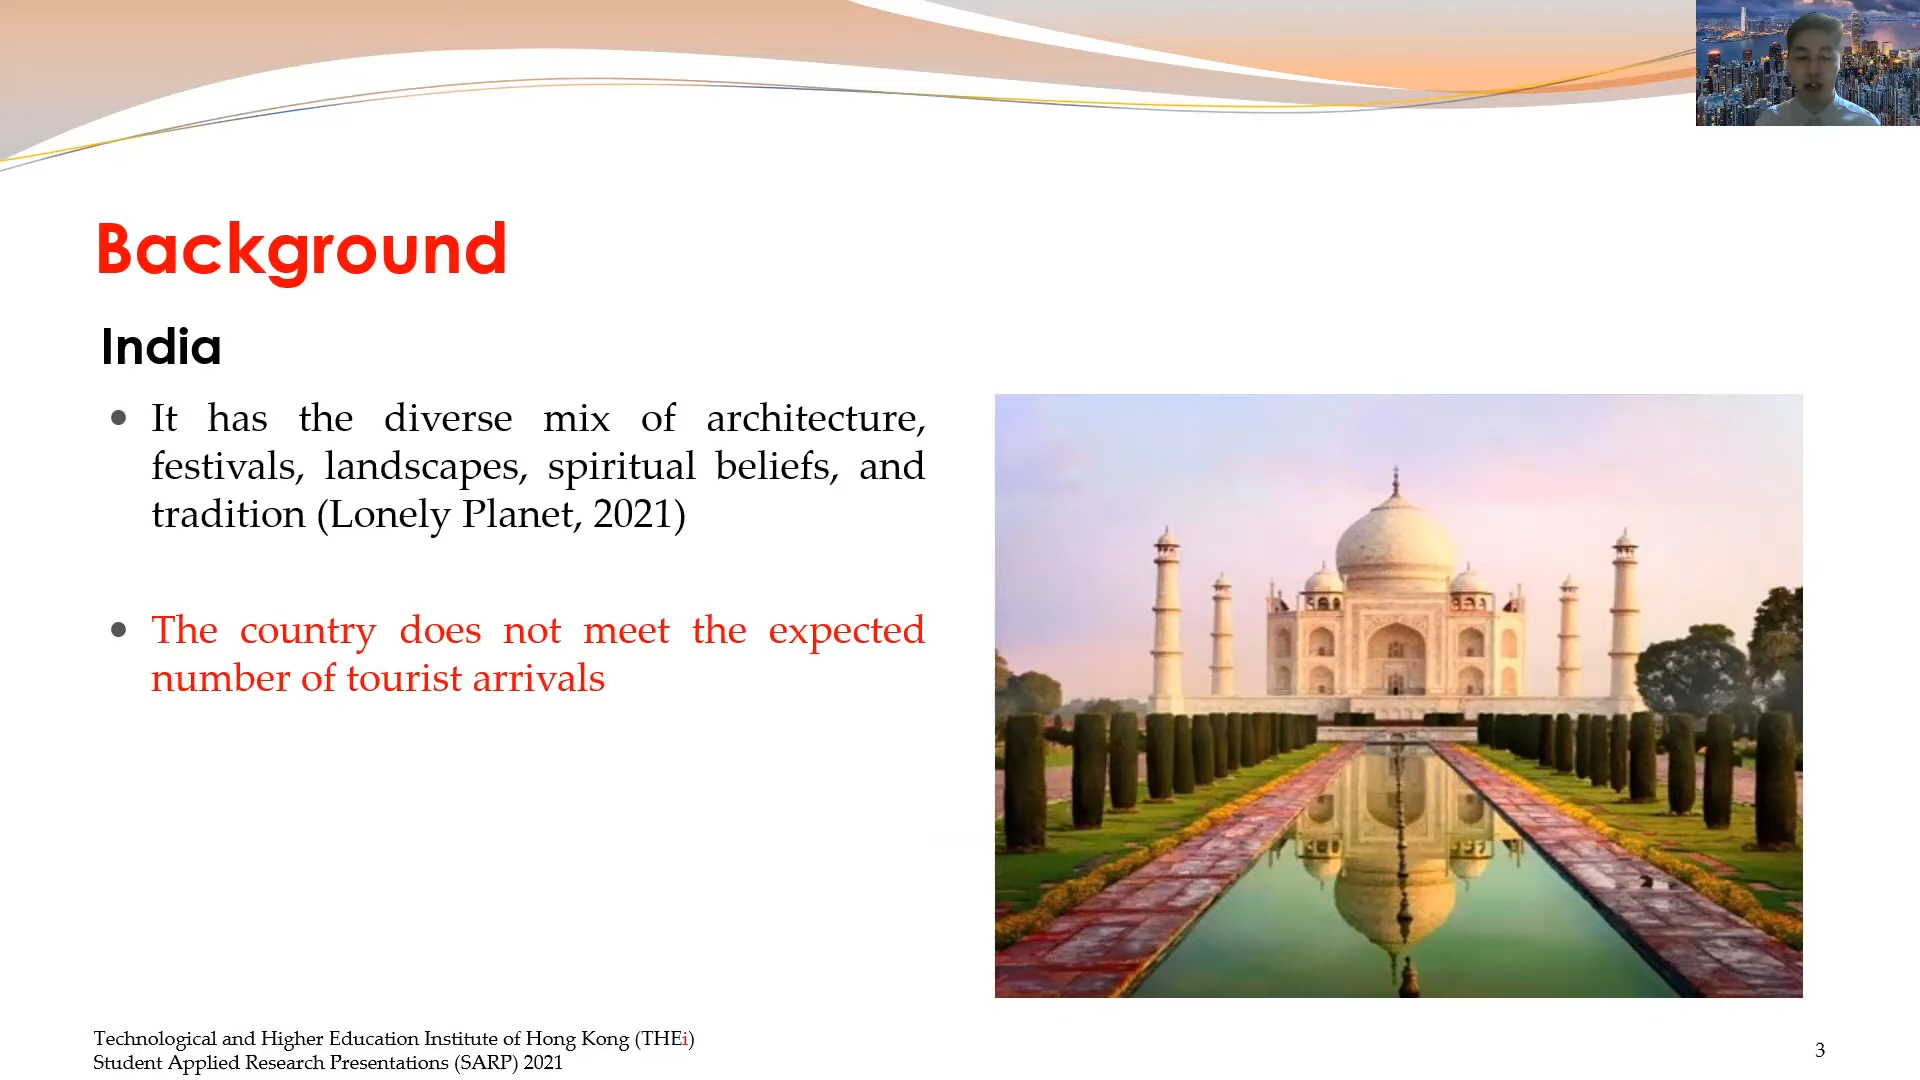 Background
India
It has the diverse mix of architecture,
festivals, landscapes, spiritual beliefs, and
tradition (Lonely Planet, 2021)
The country does not meet the expected
number of tourist arrivals
Technological and Higher Education Institute of Hong Kong (THEi)
Student Applied Research Presentations (SARP) 2021
3